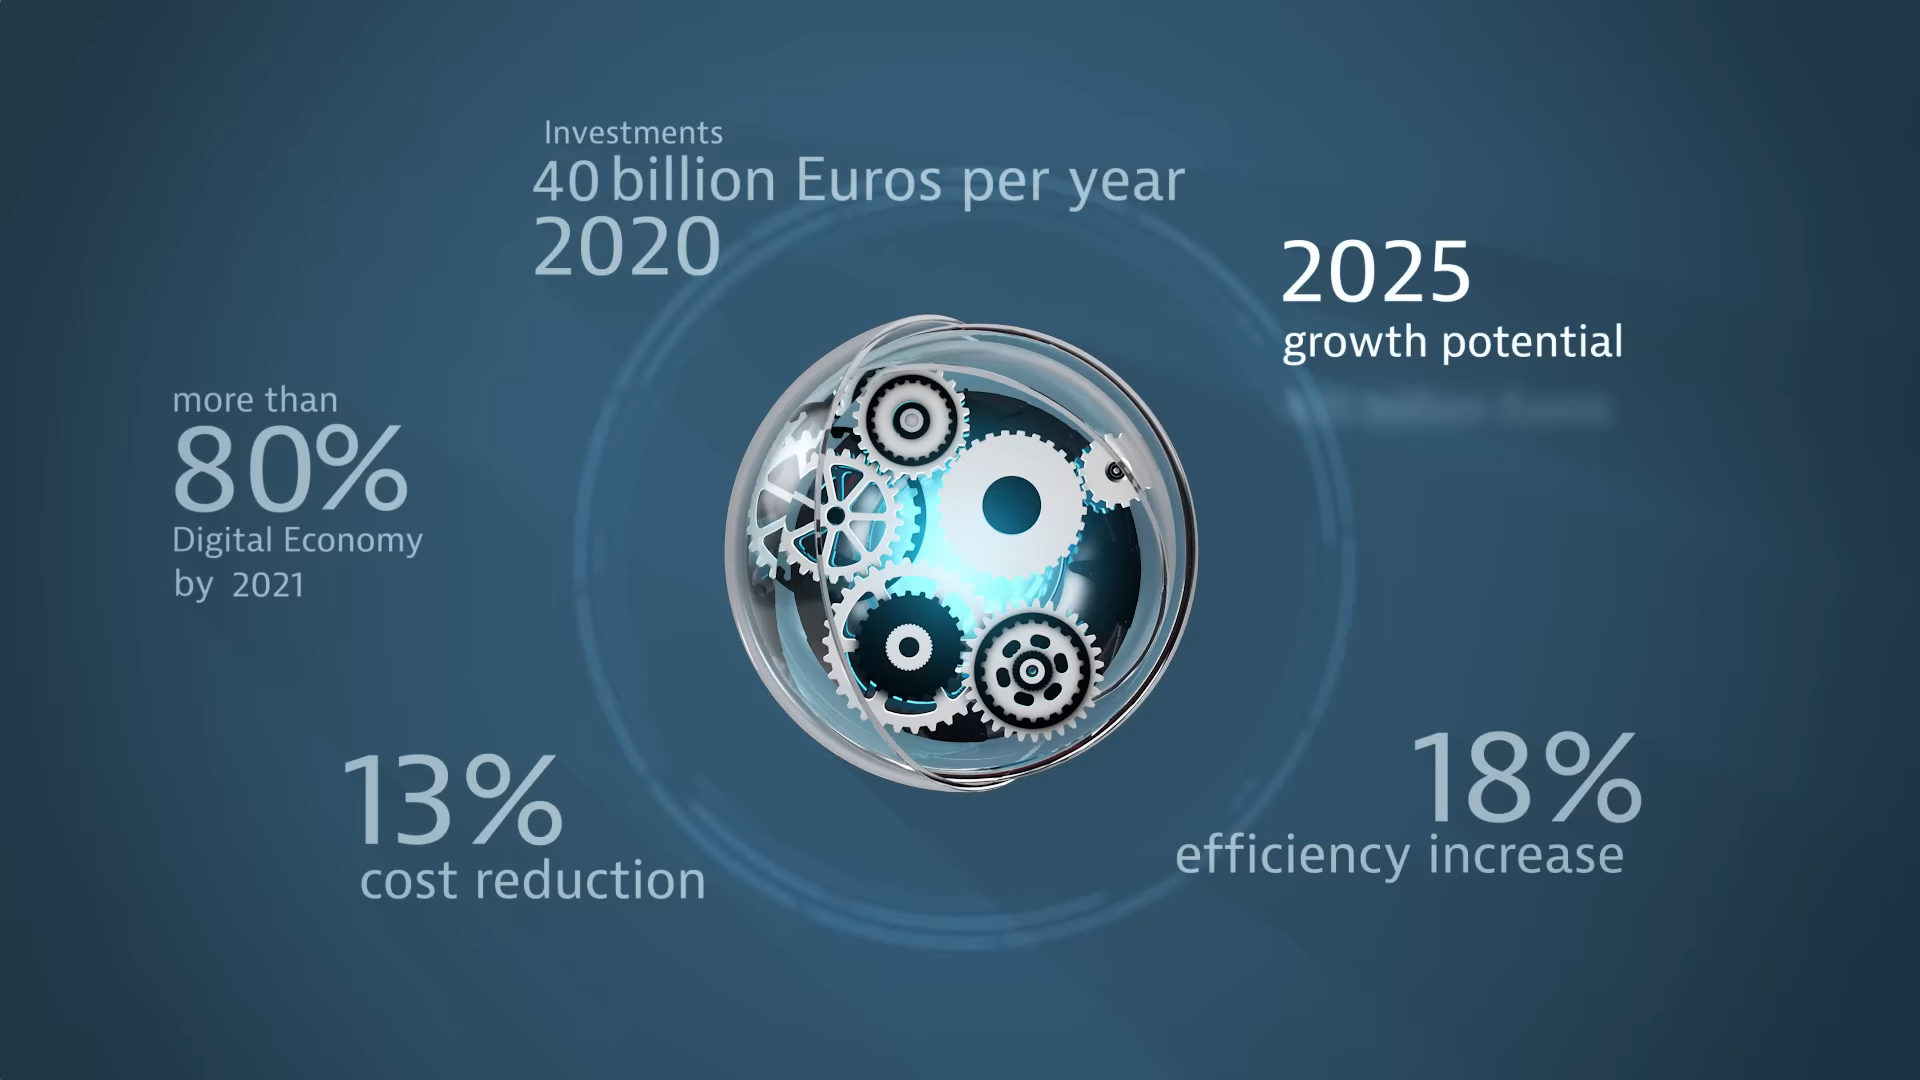 Investments
40 billion Euros per year
2020
2025
growth potential
more than
80%
Digital Economy
by 2021
13%
cost reduction
18%
efficiency increase